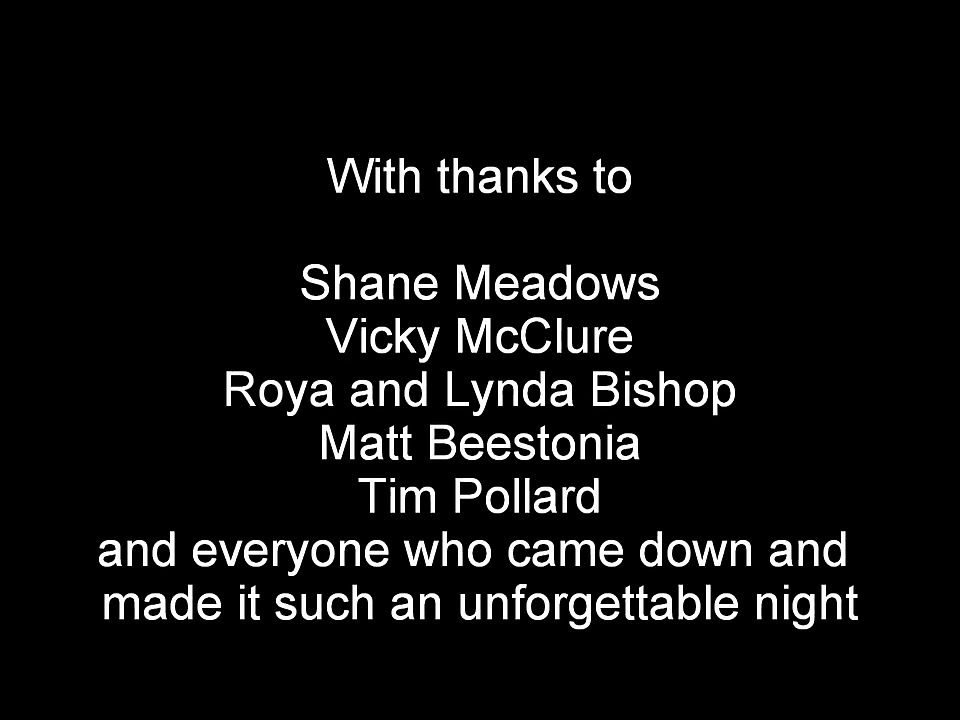 With thanks to
Shane Meadows
Vicky McClure
Roya and Lynda Bishop
Matt Beestonia
Tim Pollard
and everyone who came down and
made it such an unforgettable night